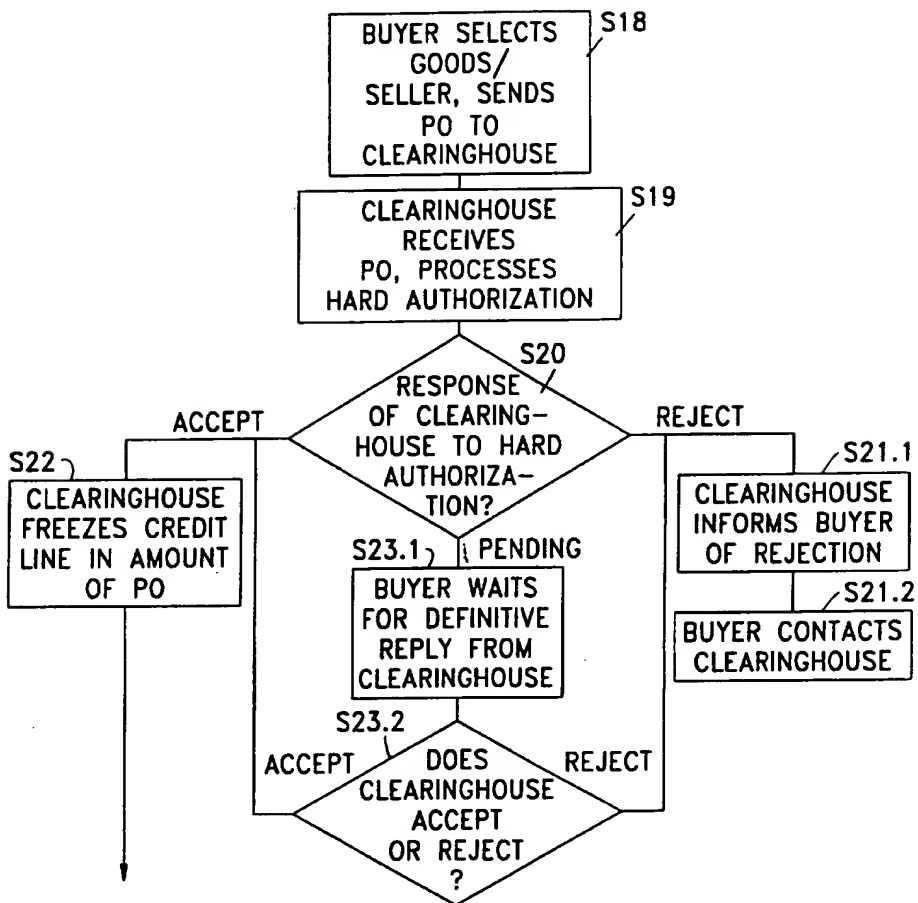 S18
BUYER SELECTS
GOODS/
SELLER, SENDS
PO TO
CLEARINGHOUSE
S19
CLEARINGHOUSE
RECEIVES
PO, PROCESSES
HARD AUTHORIZATION
S20
RESPONSE
OF CLEARING-
HOUSE TO HARD
AUTHORIZA-
TION?
ACCEPT
REJECT
S22
CLEARINGHOUSE
FREEZES CREDIT
LINE IN AMOUNT
OF PO
S21.1
CLEARINGHOUSE
INFORMS BUYER
OF REJECTION
S21.2
BUYER CONTACTS
CLEARINGHOUSE
PENDING
S23.1
BUYER WAITS
FOR DEFINITIVE
REPLY FROM
CLEARINGHOUSE
S23.2
DOES
CLEARINGHOUSE
ACCEPT
OR REJECT
?
ACCEPT
REJECT